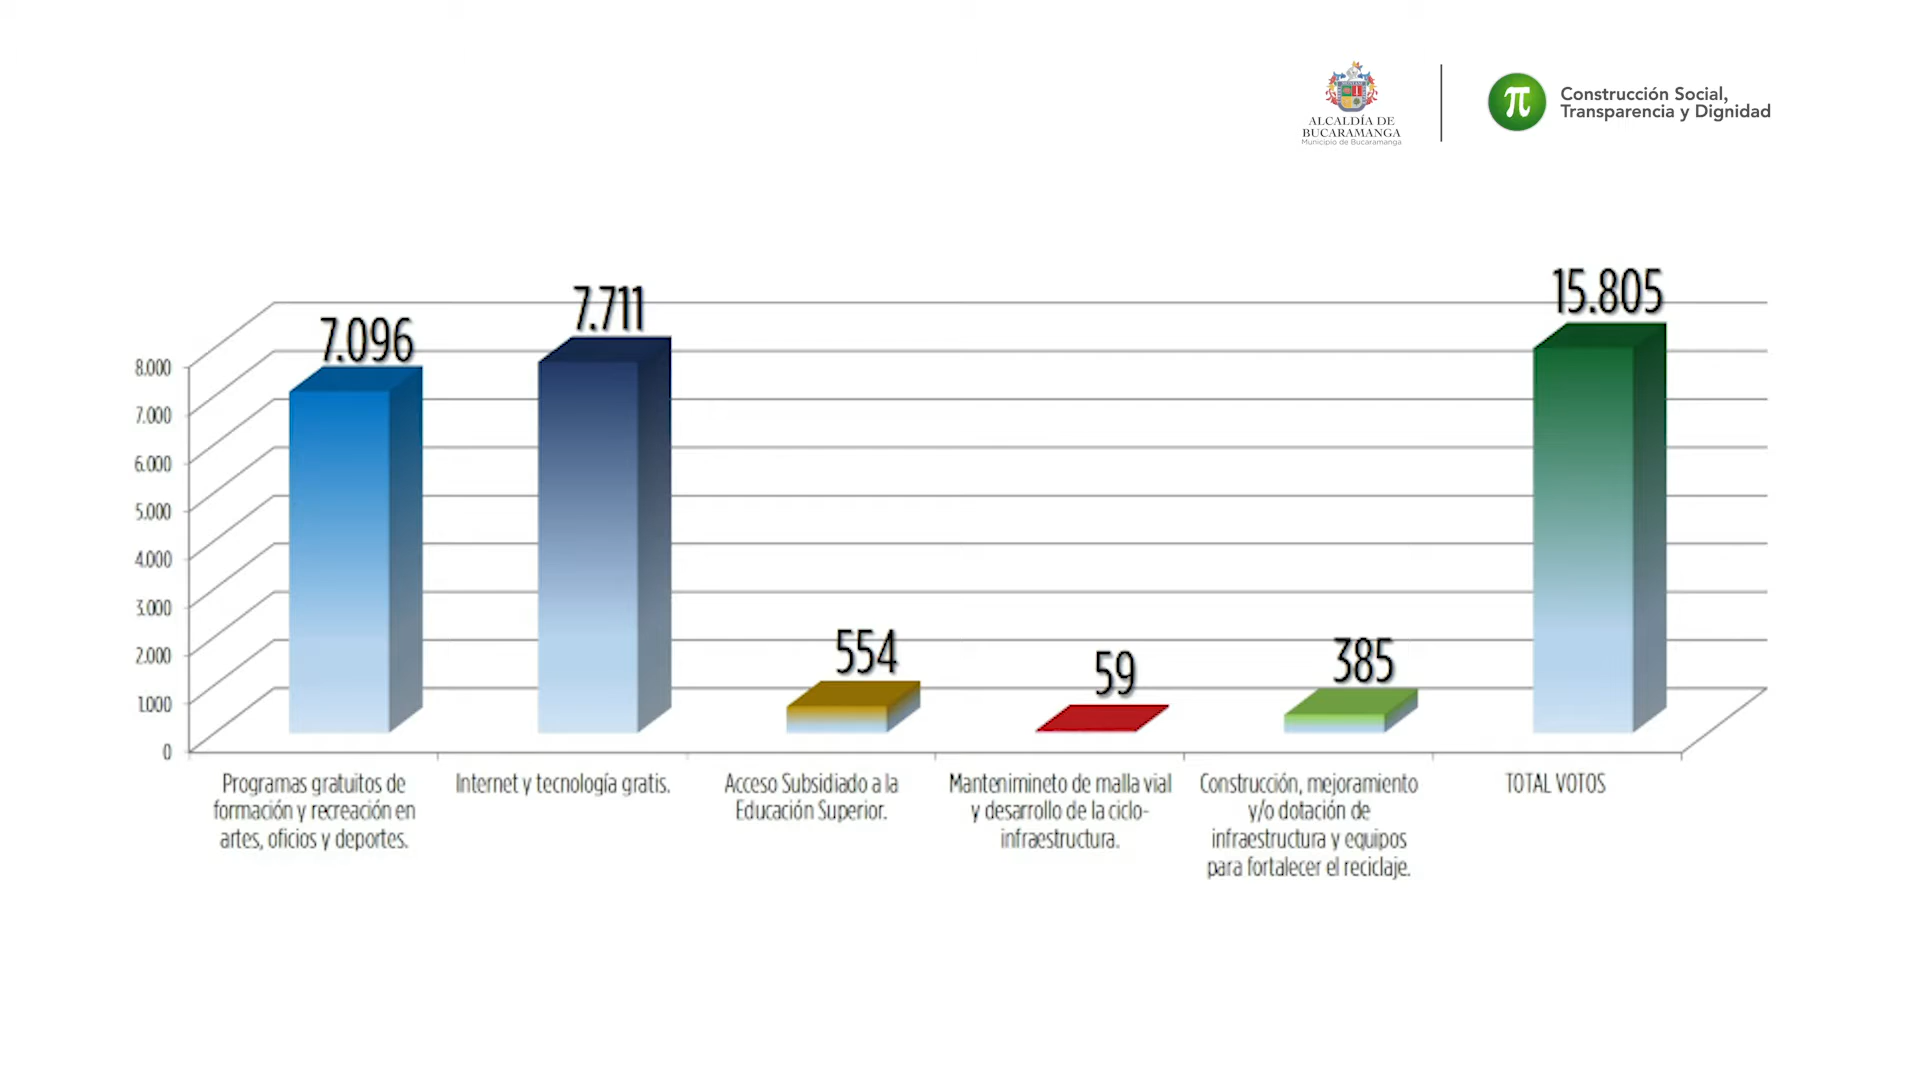 ALCALDÍA DE
BUCARAMANGA
Municipio de Bucaramanga
π
Construcción Social,
Transparencia y Dignidad
15.805
7.711
7.096
8.000
7.000
6.000
5.000
4.000
3.000
2.000
1.000
0
554
59
385
Programas gratuitos de
formación y recreación en
artes, oficios y deportes.
Internet y tecnología gratis.
Acceso Subsidiado a la
Educación Superior.
Mantenimineto de malla vial
y desarrollo de la ciclo-
infraestructura.
Construcción, mejoramiento
y/o dotación de
infraestructura y equipos
para fortalecer el reciclaje.
TOTAL VOTOS